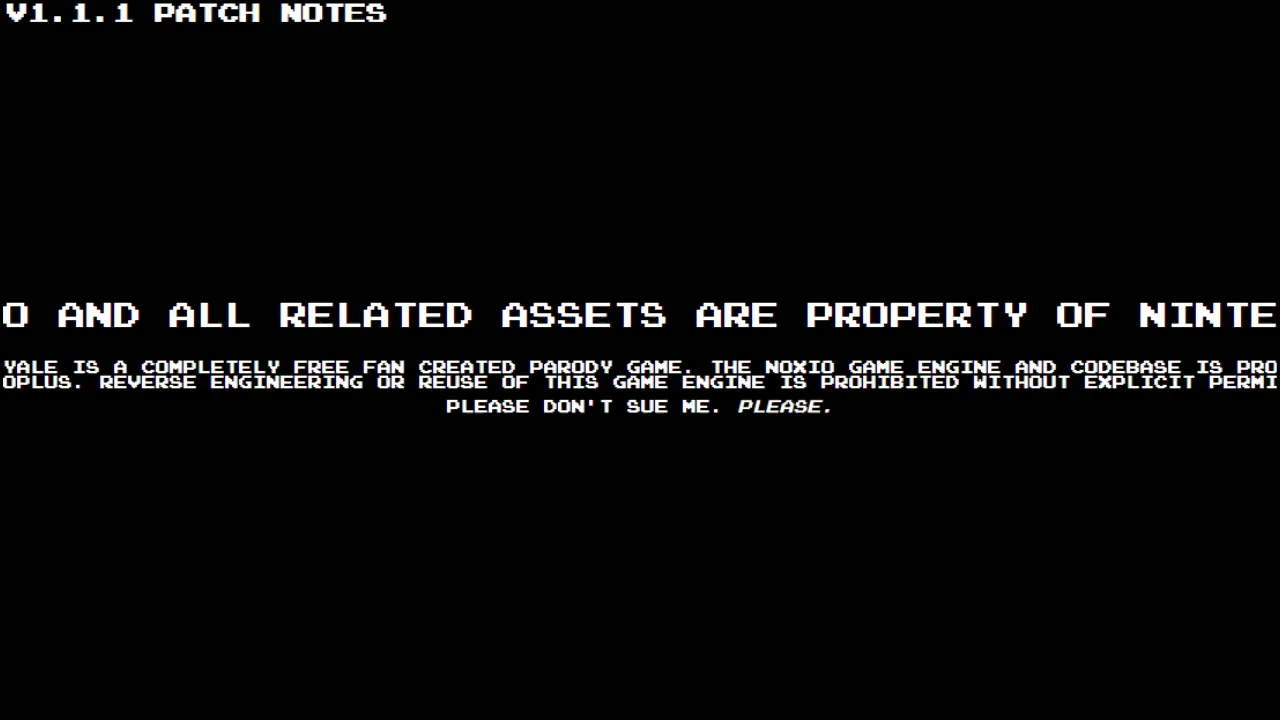 V1.1.1 PATCH NOTES
O AND ALL RELATED ASSETS ARE PROPERTY OF NINTE
YALE IS A COMPLETELY FREE FAN CREATED PARODY GAME. THE NOXIO GAME ENGINE AND CODEBASE IS PRO
OPLUS. REVERSE ENGINEERING OR REUSE OF THIS GAME ENGINE IS PROHIBITED WITHOUT EXPLICIT PERMI
PLEASE DON'T SUE ME. PLEASE.